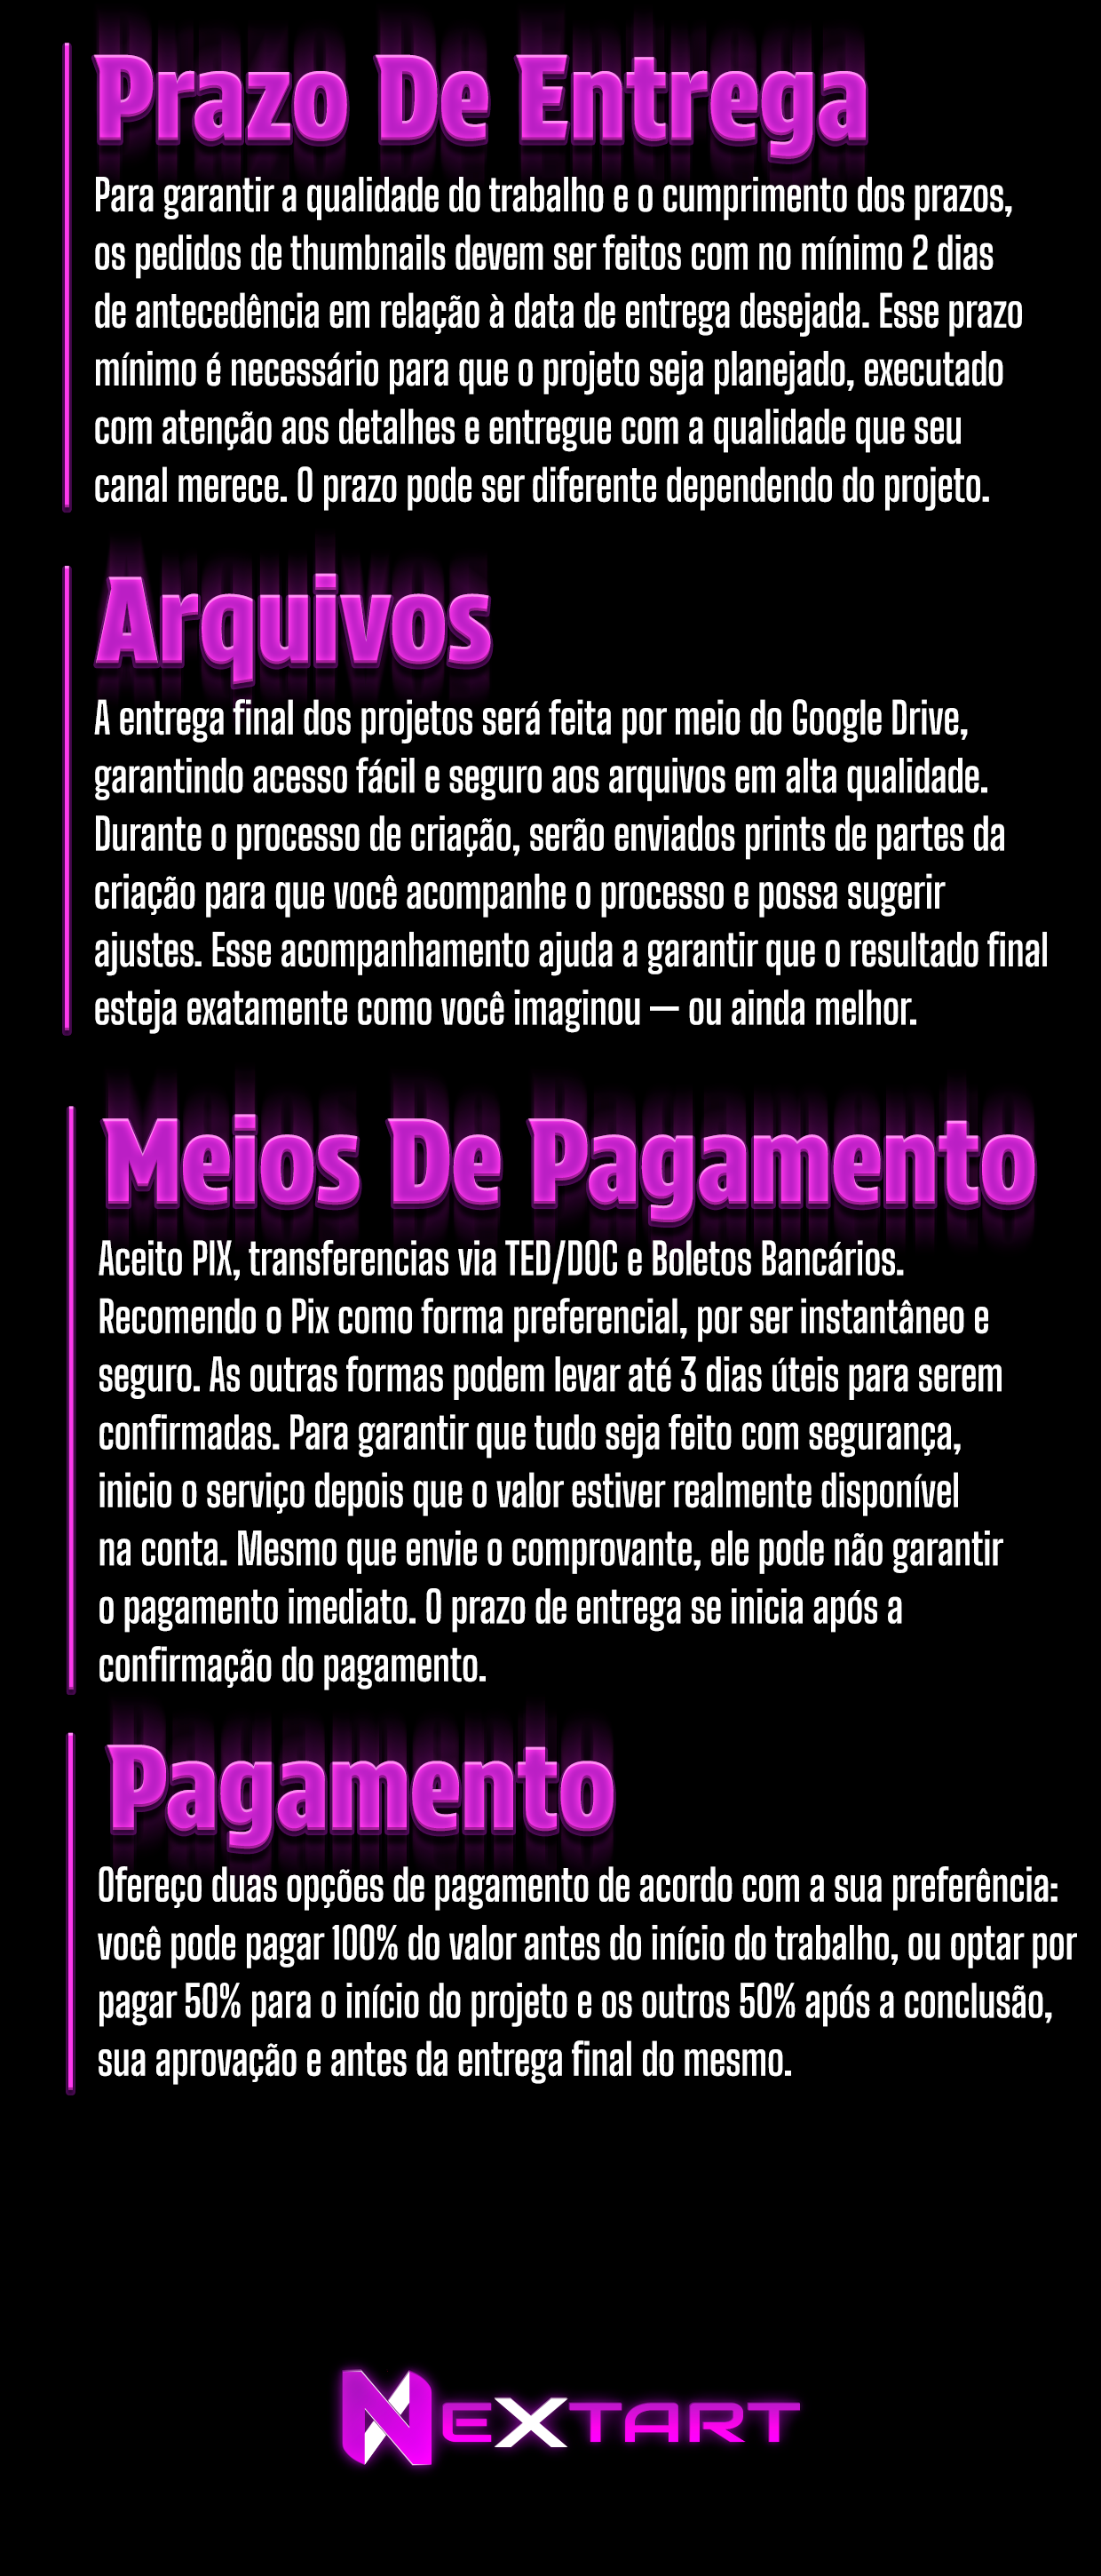 Prazo De Entrega
Para garantir a qualidade do trabalho e o cumprimento dos prazos,
os pedidos de thumbnails devem ser feitos com no mínimo 2 dias
de antecedência em relação à data de entrega desejada. Esse prazo
mínimo é necessário para que o projeto seja planejado, executado
com atenção aos detalhes e entregue com a qualidade que seu
canal merece. O prazo pode ser diferente dependendo do projeto.
Arquivos
A entrega final dos projetos será feita por meio do Google Drive,
garantindo acesso fácil e seguro aos arquivos em alta qualidade.
Durante o processo de criação, serão enviados prints de partes da
criação para que você acompanhe o processo e possa sugerir
ajustes. Esse acompanhamento ajuda a garantir que o resultado final
esteja exatamente como você imaginou — ou ainda melhor.
Meios De Pagamento
Aceito PIX, transferencias via TED/DOC e Boletos Bancários.
Recomendo o Pix como forma preferencial, por ser instantâneo e
seguro. As outras formas podem levar até 3 dias úteis para serem
confirmadas. Para garantir que tudo seja feito com segurança,
inicio o serviço depois que o valor estiver realmente disponível
na conta. Mesmo que envie o comprovante, ele pode não garantir
o pagamento imediato. O prazo de entrega se inicia após a
confirmação do pagamento.
Pagamento
Ofereço duas opções de pagamento de acordo com a sua preferência:
você pode pagar 100% do valor antes do início do trabalho, ou optar por
pagar 50% para o início do projeto e os outros 50% após a conclusão,
sua aprovação e antes da entrega final do mesmo.
NEXTART